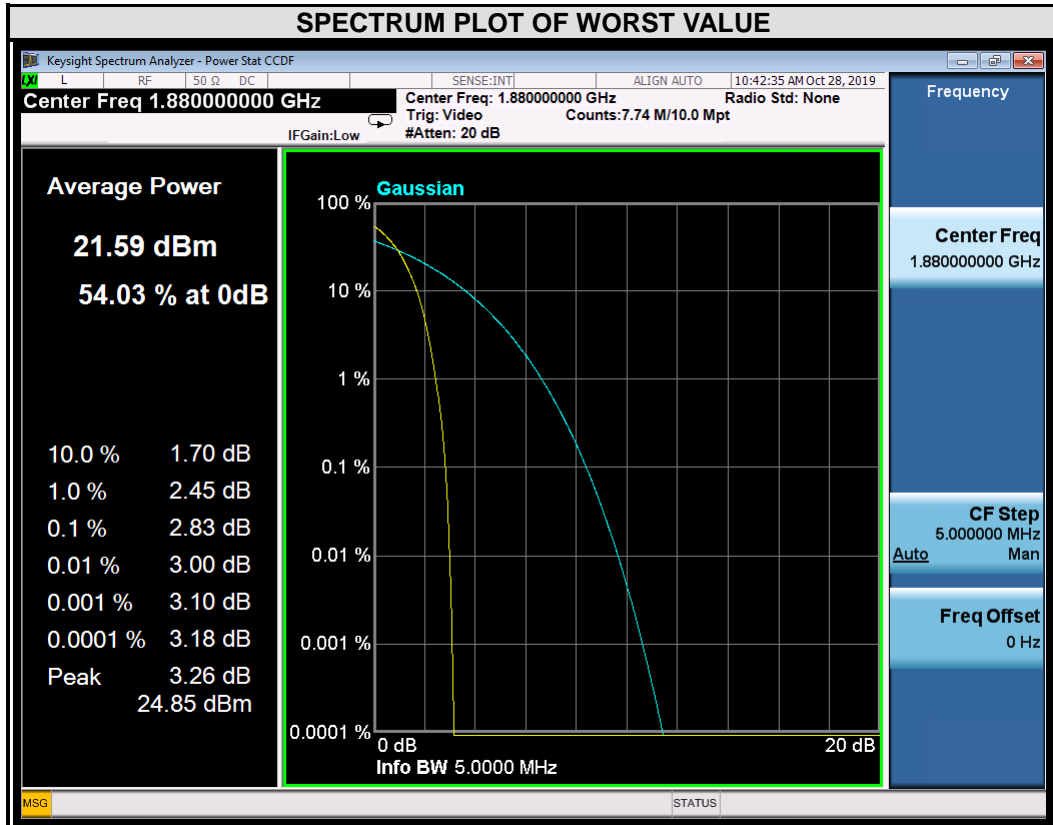 SPECTRUM PLOT OF WORST VALUE
Keysight Spectrum Analyzer - Power Stat CCDF
LXI L RF 50 Ω DC SENSE:INT ALIGN AUTO 10:42:35 AM Oct 28, 2019
Center Freq 1.880000000 GHz
IFGain:Low
Center Freq: 1.880000000 GHz Radio Std: None
Trig: Video Counts:7.74 M/10.0 Mpt
#Atten: 20 dB
Average Power
21.59 dBm
54.03 % at 0dB
10.0 % 1.70 dB
1.0 % 2.45 dB
0.1 % 2.83 dB
0.01 % 3.00 dB
0.001 % 3.10 dB
0.0001 % 3.18 dB
Peak 3.26 dB
24.85 dBm
Gaussian
100 %
10 %
1 %
0.1 %
0.01 %
0.001 %
0.0001 %
0 dB 20 dB
Info BW 5.0000 MHz
Frequency
Center Freq
1.880000000 GHz
CF Step
5.000000 MHz
Auto Man
Freq Offset
0 Hz
MSG STATUS